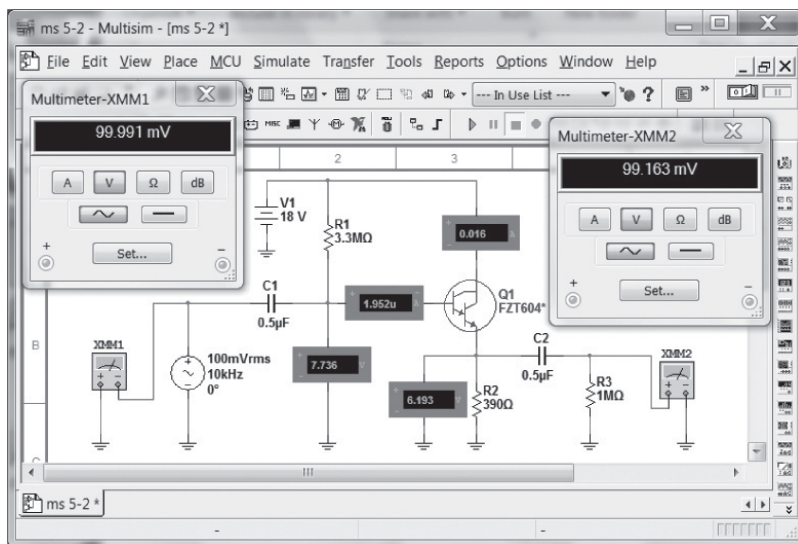 ms 5-2 - Multisim - [ms 5-2 *]
File Edit View Place MCU Simulate Transfer Tools Reports Options Window Help
--- In Use List ---
Multimeter-XMM1
99.991 mV
A V Ω dB
Set...
+ -
Multimeter-XMM2
99.163 mV
A V Ω dB
Set...
+ -
2 3
V1
18 V
R1
3.3MΩ
0.016 A
C1
0.5µF
1.952u A
Q1
FZT604*
B
XMM1
100mVrms
10kHz
0°
7.736 V
6.193 V
R2
390Ω
C2
0.5µF
R3
1MΩ
XMM2
C
ms 5-2 *